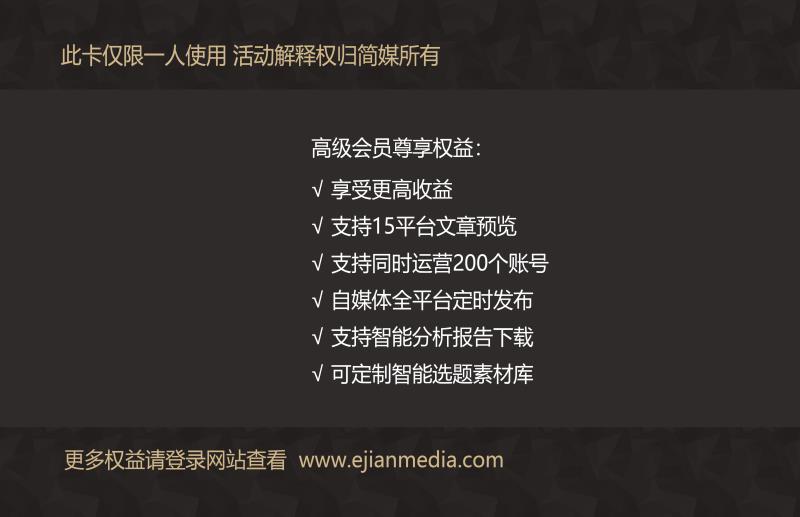 此卡仅限一人使用 活动解释权归简媒所有
高级会员尊享权益：
√ 享受更高收益
√ 支持15平台文章预览
√ 支持同时运营200个账号
√ 自媒体全平台定时发布
√ 支持智能分析报告下载
√ 可定制智能选题素材库
更多权益请登录网站查看 www.ejianmedia.com